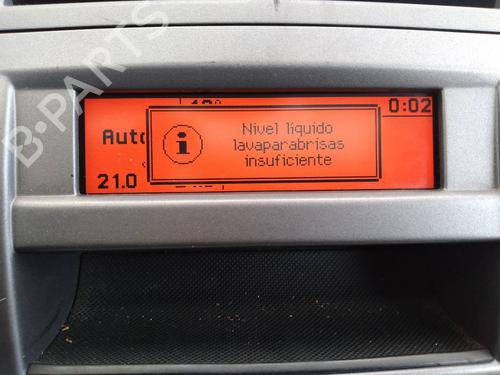 B-PARTS
0:02
Auto
Nivel líquido
lavaparabrisas
insuficiente
21.0